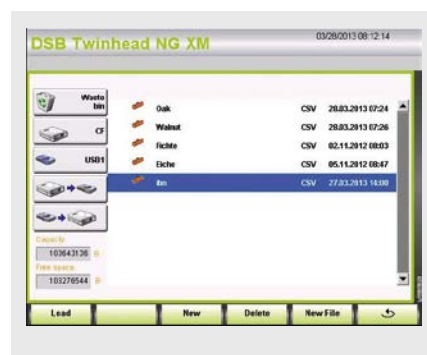 DSB Twinhead NG XM
03/28/2013 08:12:14
Waste bin
Oak CSV 28.03.2013 07:24
CF
Walnut CSV 28.03.2013 07:26
Fichte CSV 02.11.2012 08:03
USB1
Eiche CSV 05.11.2012 08:47
ibn CSV 27.03.2013 14:00
Capacity
103643136 B
Free space
103276544 B
Load New Delete New File